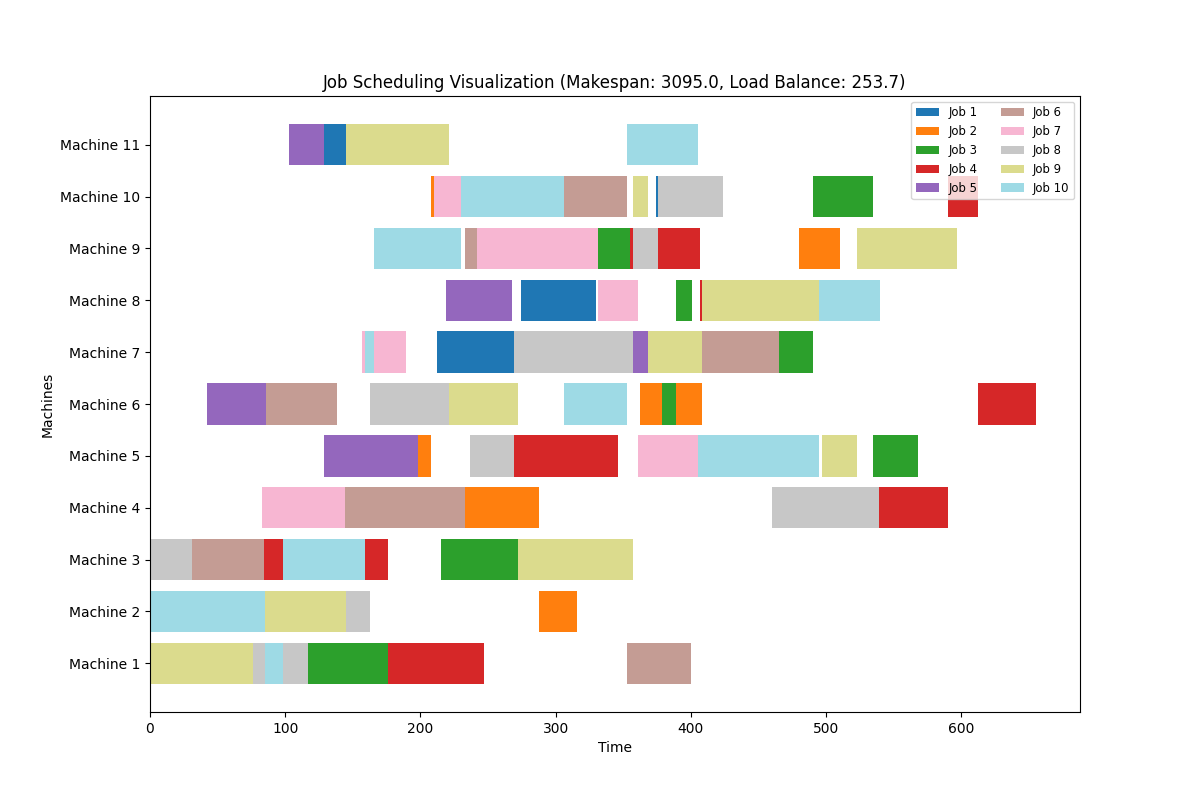 Job Scheduling Visualization (Makespan: 3095.0, Load Balance: 253.7)
Job 1
Job 2
Job 3
Job 4
Job 5
Job 6
Job 7
Job 8
Job 9
Job 10
Machine 11
Machine 10
Machine 9
Machine 8
Machine 7
Machine 6
Machine 5
Machine 4
Machine 3
Machine 2
Machine 1
Machines
0 100 200 300 400 500 600
Time